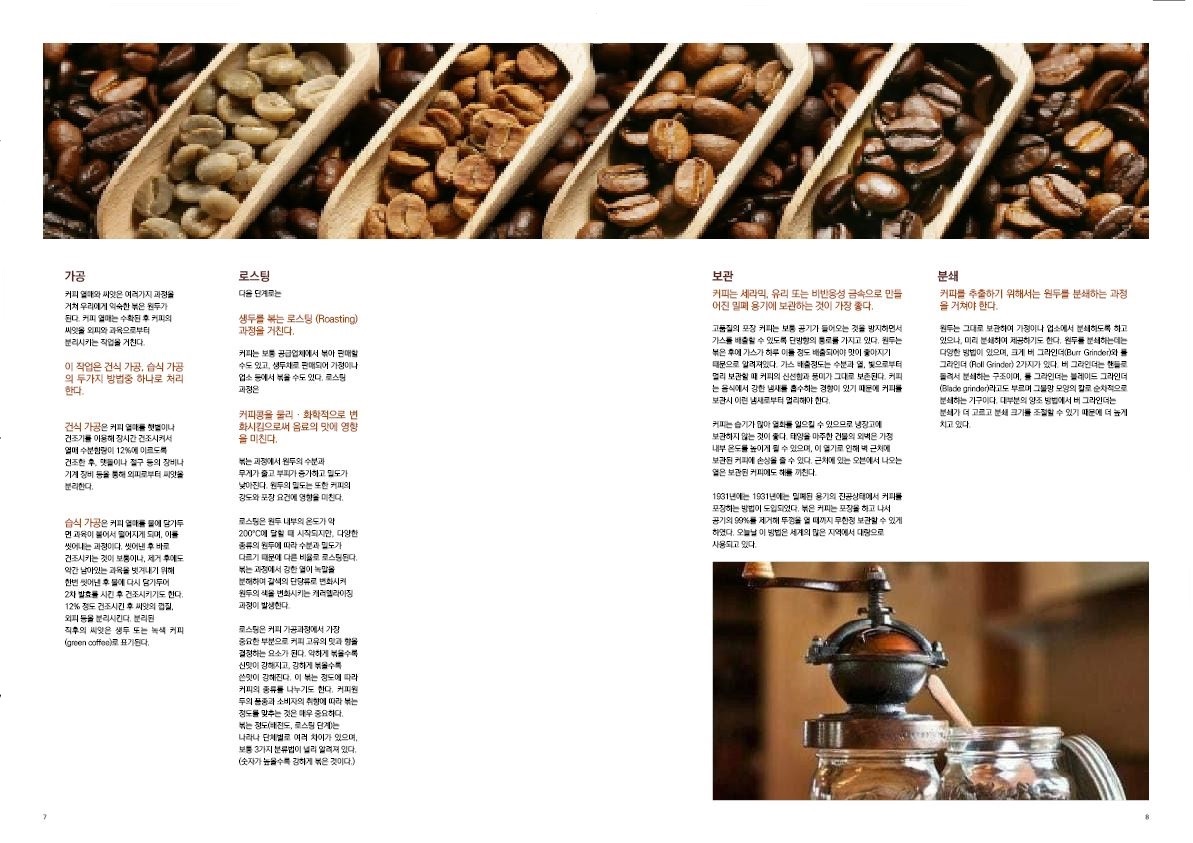 가공
커피 열매와 씨앗은 여러가지 과정을
거쳐 우리에게 익숙한 볶은 원두가
된다. 커피 열매는 수확된 후 커피의
씨앗을 외피와 과육으로부터
분리시키는 작업을 거친다.
이 작업은 건식 가공, 습식 가공
의 두가지 방법중 하나로 처리
한다.
건식 가공은 커피 열매를 햇볕이나
건조기를 이용해 장시간 건조시켜서
열매 수분함량이 12%에 이르도록
건조한 후, 맷돌이나 절구 등의 장비나
기계 장비 등을 통해 외피로부터 씨앗을
분리한다.
습식 가공은 커피 열매를 물에 담가두
면 과육이 불어서 떨어지게 되며, 이를
씻어내는 과정이다. 씻어낸 후 바로
건조시키는 것이 보통이나, 제거 후에도
약간 남아있는 과육을 벗겨내기 위해
한번 씻어낸 후 물에 다시 담가두어
2차 발효를 시킨 후 건조시키기도 한다.
12% 정도 건조시킨 후 씨앗의 껍질,
외피 등을 분리시킨다. 분리된
직후의 씨앗은 생두 또는 녹색 커피
(green coffee)로 표기된다.
로스팅
다음 단계로는
생두를 볶는 로스팅 (Roasting)
과정을 거친다.
커피는 보통 공급업체에서 볶아 판매할
수도 있고, 생두채로 판매되어 가정이나
업소 등에서 볶을 수도 있다. 로스팅
과정은
커피콩을 물리 · 화학적으로 변
화시킴으로써 음료의 맛에 영향
을 미친다.
볶는 과정에서 원두의 수분과
무게가 줄고 부피가 증가하고 밀도가
낮아진다. 원두의 밀도는 또한 커피의
강도와 포장 요건에 영향을 미친다.
로스팅은 원두 내부의 온도가 약
200°C에 달할 때 시작되지만, 다양한
종류의 원두에 따라 수분과 밀도가
다르기 때문에 다른 비율로 로스팅된다.
볶는 과정에서 강한 열이 녹말을
분해하여 갈색의 단당류로 변화시켜
원두의 색을 변화시키는 캐러멜라이징
과정이 발생한다.
로스팅은 커피 가공과정에서 가장
중요한 부분으로 커피 고유의 맛과 향을
결정하는 요소가 된다. 약하게 볶을수록
신맛이 강해지고, 강하게 볶을수록
쓴맛이 강해진다. 이 볶는 정도에 따라
커피의 종류를 나누기도 한다. 커피원
두의 품종과 소비자의 취향에 따라 볶는
정도를 맞추는 것은 매우 중요하다.
볶는 정도(배전도, 로스팅 단계)는
나라나 단체별로 여러 차이가 있으며,
보통 3가지 분류법이 널리 알려져 있다.
(숫자가 높을수록 강하게 볶은 것이다.)
보관
커피는 세라믹, 유리 또는 비반응성 금속으로 만들
어진 밀폐 용기에 보관하는 것이 가장 좋다.
고품질의 포장 커피는 보통 공기가 들어오는 것을 방지하면서
가스를 배출할 수 있도록 단방향의 통로를 가지고 있다. 원두는
볶은 후에 가스가 하루 이틀 정도 배출되어야 맛이 좋아지기
때문으로 알려져있다. 가스 배출정도는 수분과 열, 빛으로부터
멀리 보관할 때 커피의 신선함과 풍미가 그대로 보존된다. 커피
는 음식에서 강한 냄새를 흡수하는 경향이 있기 때문에 커피를
보관시 이런 냄새로부터 멀리해야 한다.
커피는 습기가 많아 열화를 일으킬 수 있으므로 냉장고에
보관하지 않는 것이 좋다. 태양을 마주한 건물의 외벽은 가정
내부 온도를 높이게 될 수 있으며, 이 열기로 인해 벽 근처에
보관된 커피에 손상을 줄 수 있다. 근처에 있는 오븐에서 나오는
열은 보관된 커피에도 해를 끼친다.
1931년에는 1931년에는 밀폐된 용기의 진공상태에서 커피를
포장하는 방법이 도입되었다. 볶은 커피는 포장을 하고 나서
공기의 99%를 제거해 뚜껑을 열 때까지 무한정 보관할 수 있게
하였다. 오늘날 이 방법은 세계의 많은 지역에서 대량으로
사용되고 있다.
분쇄
커피를 추출하기 위해서는 원두를 분쇄하는 과정
을 거쳐야 한다.
원두는 그대로 보관하여 가정이나 업소에서 분쇄하도록 하고
있으나, 미리 분쇄하여 제공하기도 한다. 원두를 분쇄하는데는
다양한 방법이 있으며, 크게 버 그라인더(Burr Grinder)와 롤
그라인더 (Roll Grinder) 2가지가 있다. 버 그라인더는 핸들로
돌려서 분쇄하는 구조이며, 롤 그라인더는 블레이드 그라인더
(Blade grinder)라고도 부르며 그물망 모양의 칼로 순차적으로
분쇄하는 기구이다. 대부분의 양조 방법에서 버 그라인더는
분쇄가 더 고르고 분쇄 크기를 조절할 수 있기 때문에 더 높게
치고 있다.
7
8